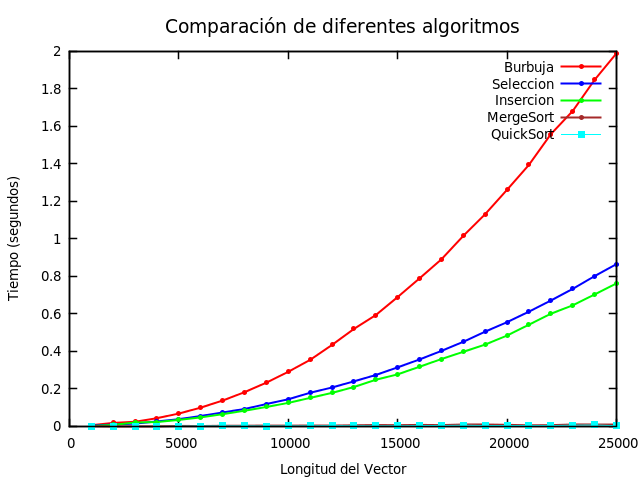 Comparación de diferentes algoritmos
Tiempo (segundos)
2
1.8
1.6
1.4
1.2
1
0.8
0.6
0.4
0.2
0
Burbuja
Seleccion
Insercion
MergeSort
QuickSort
0 5000 10000 15000 20000 25000
Longitud del Vector